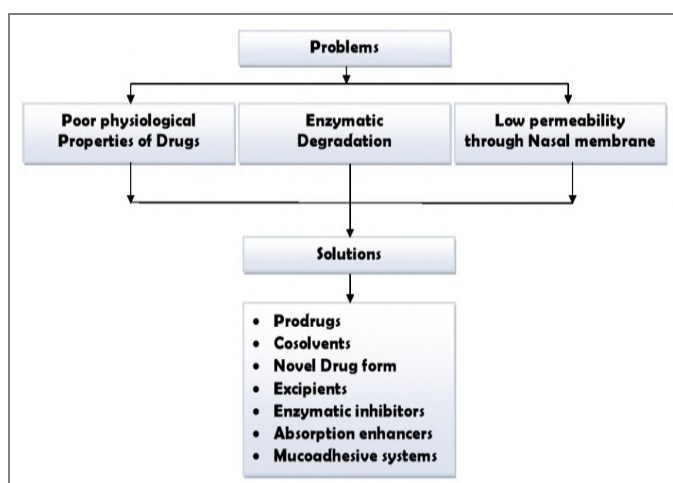 Problems
Poor physiological
Properties of Drugs
Enzymatic
Degradation
Low permeability
through Nasal membrane
Solutions
• Prodrugs
• Cosolvents
• Novel Drug form
• Excipients
• Enzymatic inhibitors
• Absorption enhancers
• Mucoadhesive systems